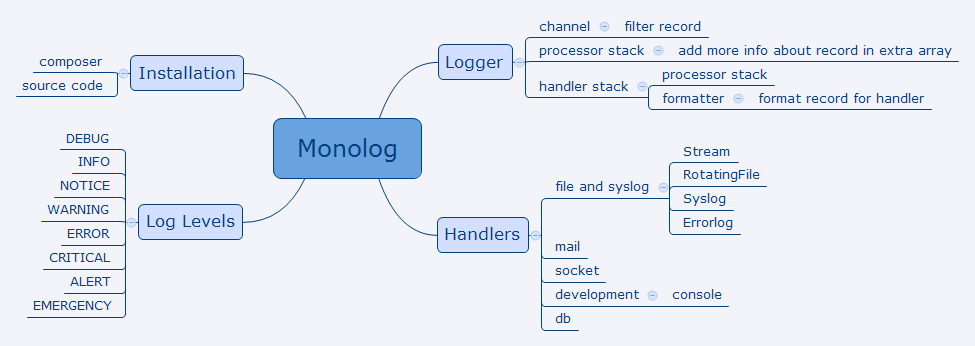 Monolog
Installation
composer
source code
Log Levels
DEBUG
INFO
NOTICE
WARNING
ERROR
CRITICAL
ALERT
EMERGENCY
Logger
channel
filter record
processor stack
add more info about record in extra array
handler stack
processor stack
formatter
format record for handler
Handlers
file and syslog
Stream
RotatingFile
Syslog
Errorlog
mail
socket
development
console
db